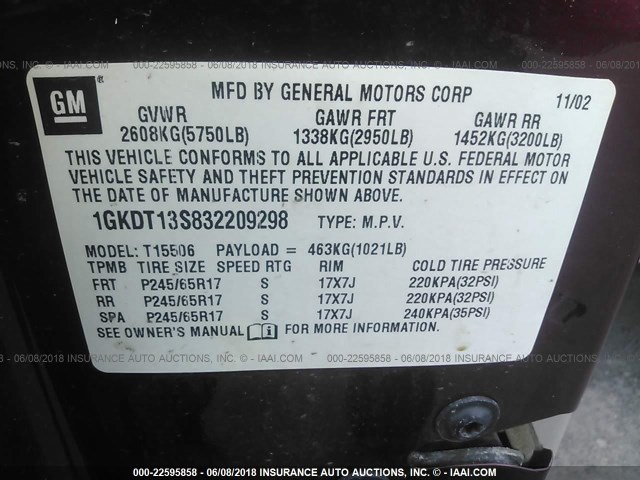 000-22595858 - 06/08/2018 INSURANCE AUTO AUCTIONS, INC. - © IAAI.COM
GM®
MFD BY GENERAL MOTORS CORP 11/02
GVWR GAWR FRT GAWR RR
2608KG(5750LB) 1338KG(2950LB) 1452KG(3200LB)
THIS VEHICLE CONFORMS TO ALL APPLICABLE U.S. FEDERAL MOTOR
VEHICLE SAFETY AND THEFT PREVENTION STANDARDS IN EFFECT ON
THE DATE OF MANUFACTURE SHOWN ABOVE.
1GKDT13S832209298 TYPE: M.P.V.
MODEL: T15506 PAYLOAD = 463KG(1021LB)
TPMB TIRE SIZE SPEED RTG RIM COLD TIRE PRESSURE
FRT P245/65R17 S 17X7J 220KPA(32PSI)
RR P245/65R17 S 17X7J 220KPA(32PSI)
SPA P245/65R17 S 17X7J 240KPA(35PSI)
SEE OWNER'S MANUAL FOR MORE INFORMATION.
000-22595858 - 06/08/2018 INSURANCE AUTO AUCTIONS, INC. - © IAAI.COM
000-22595858 - 06/08/2018 INSURANCE AUTO AUCTIONS, INC. - © IAAI.COM